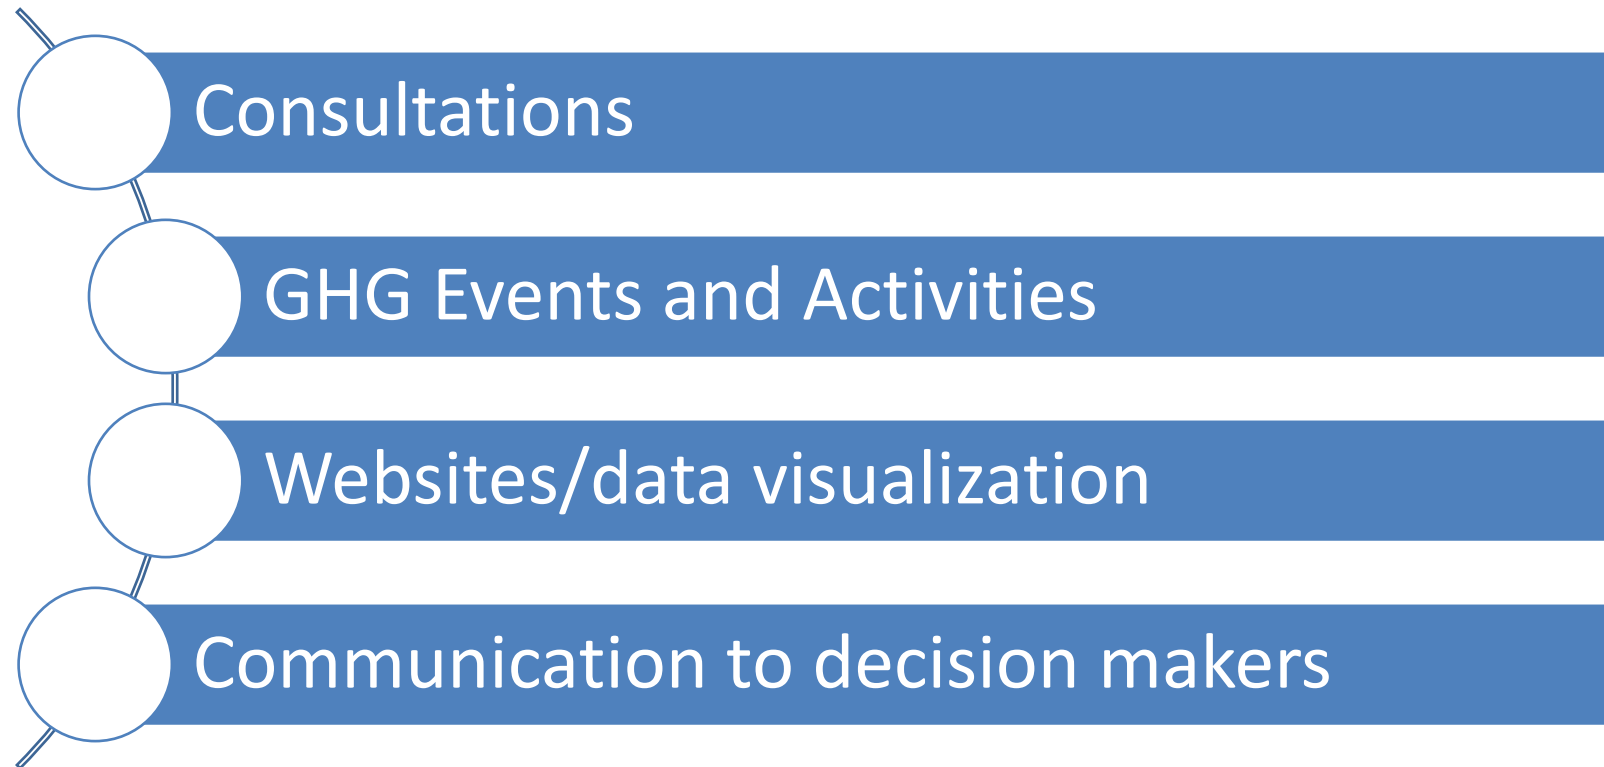 Consultations
GHG Events and Activities
Websites/data visualization
Communication to decision makers